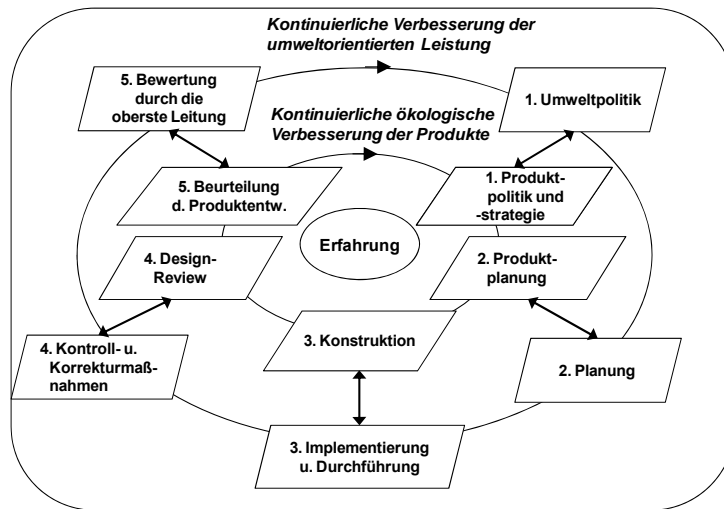 Kontinuierliche Verbesserung der
umweltorientierten Leistung
5. Bewertung
durch die
oberste Leitung
1. Umweltpolitik
Kontinuierliche ökologische
Verbesserung der Produkte
5. Beurteilung
d. Produktentw.
1. Produkt-
politik und
-strategie
Erfahrung
4. Design-
Review
2. Produkt-
planung
3. Konstruktion
4. Kontroll- u.
Korrekturmaß-
nahmen
2. Planung
3. Implementierung
u. Durchführung